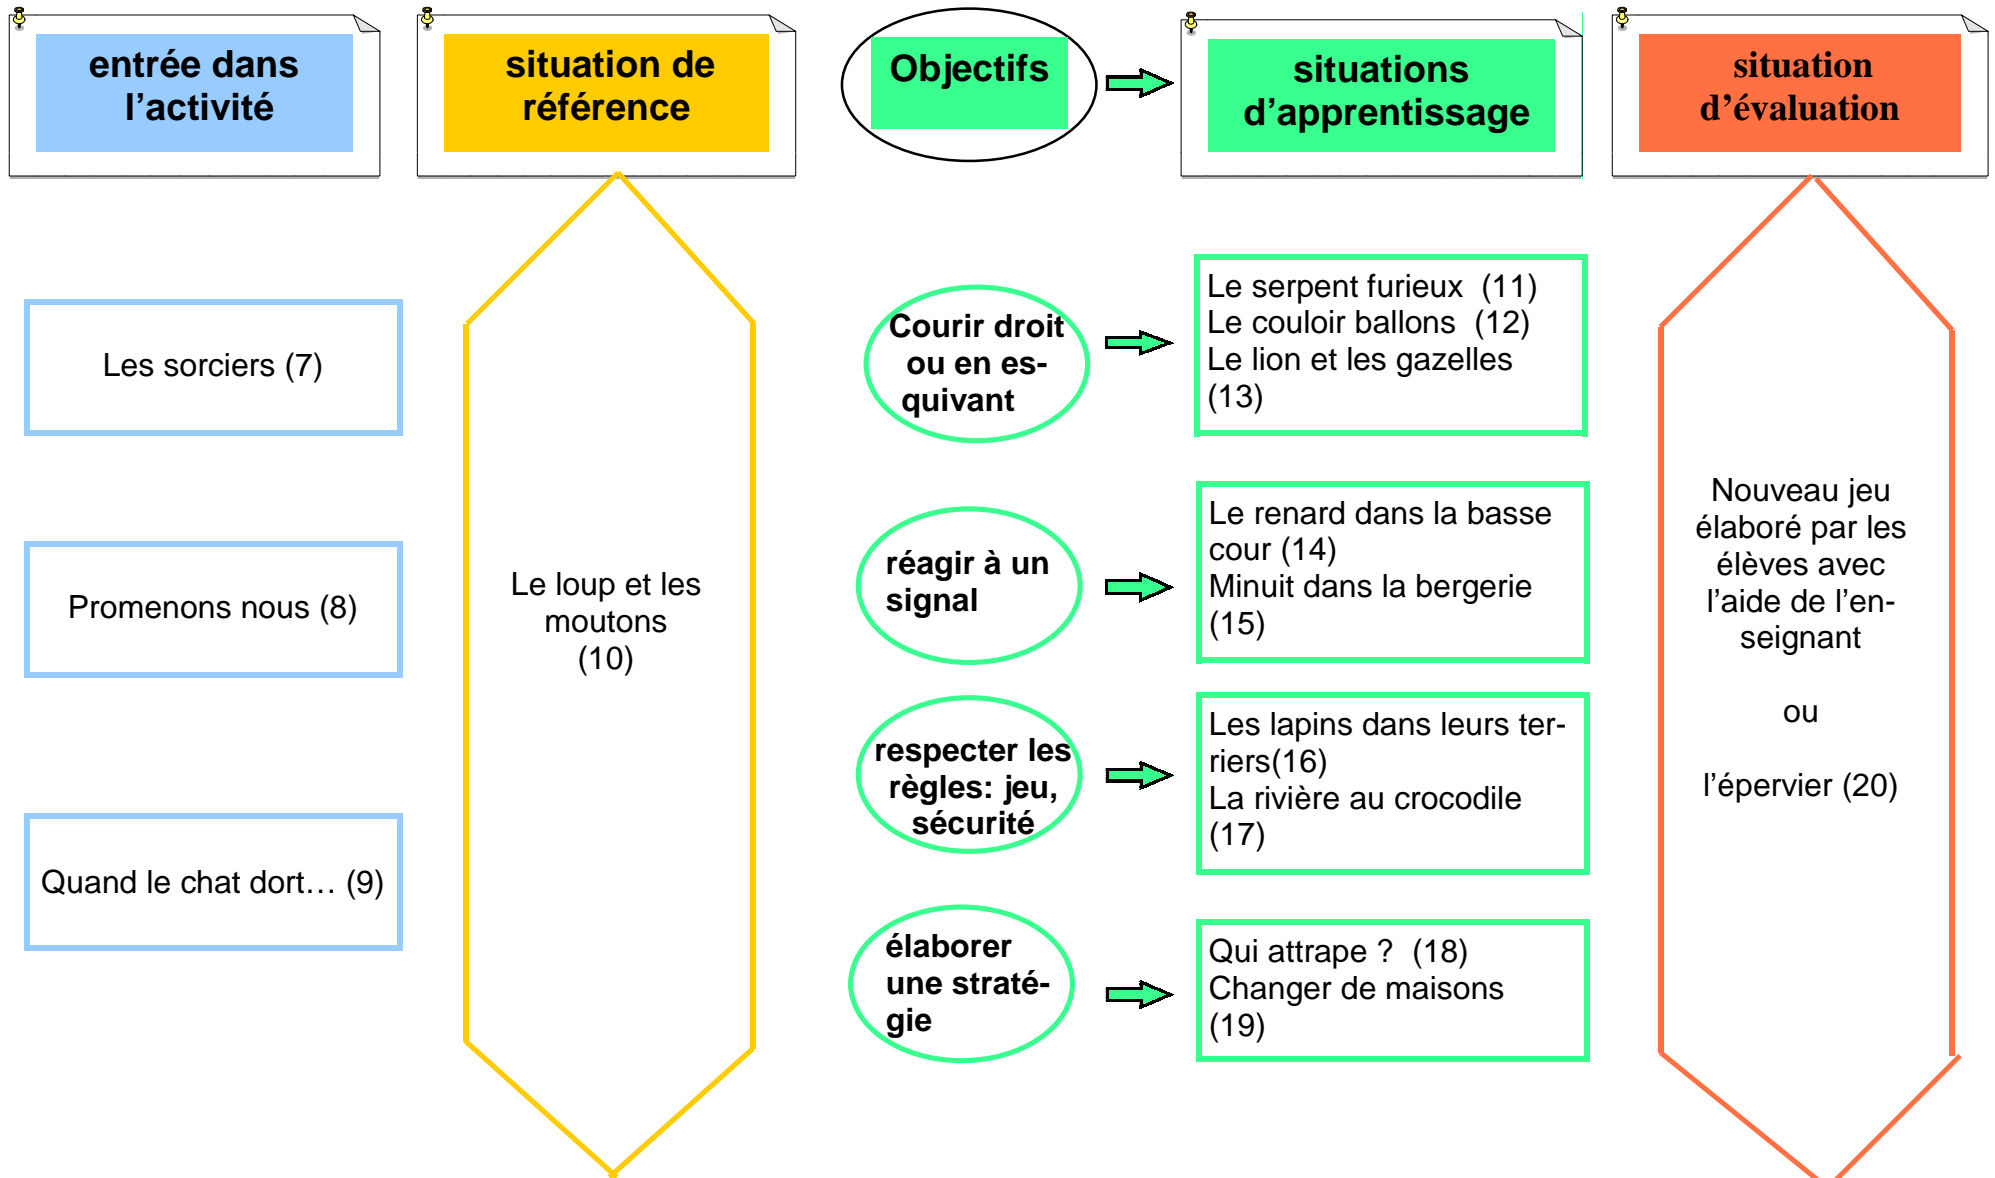 entrée dans
l’activité
situation de
référence
Objectifs
situations
d’apprentissage
situation
d’évaluation
Les sorciers (7)
Promenons nous (8)
Quand le chat dort… (9)
Le loup et les
moutons
(10)
Courir droit
ou en es-
quivant
Le serpent furieux  (11)
Le couloir ballons  (12)
Le lion et les gazelles
(13)
réagir à un
signal
Le renard dans la basse
cour (14)
Minuit dans la bergerie
(15)
respecter les
règles: jeu,
sécurité
Les lapins dans leurs ter-
riers(16)
La rivière au crocodile
(17)
élaborer
une straté-
gie
Qui attrape ?  (18)
Changer de maisons
(19)
Nouveau jeu
élaboré par les
élèves avec
l’aide de l’en-
seignant
ou
l’épervier (20)